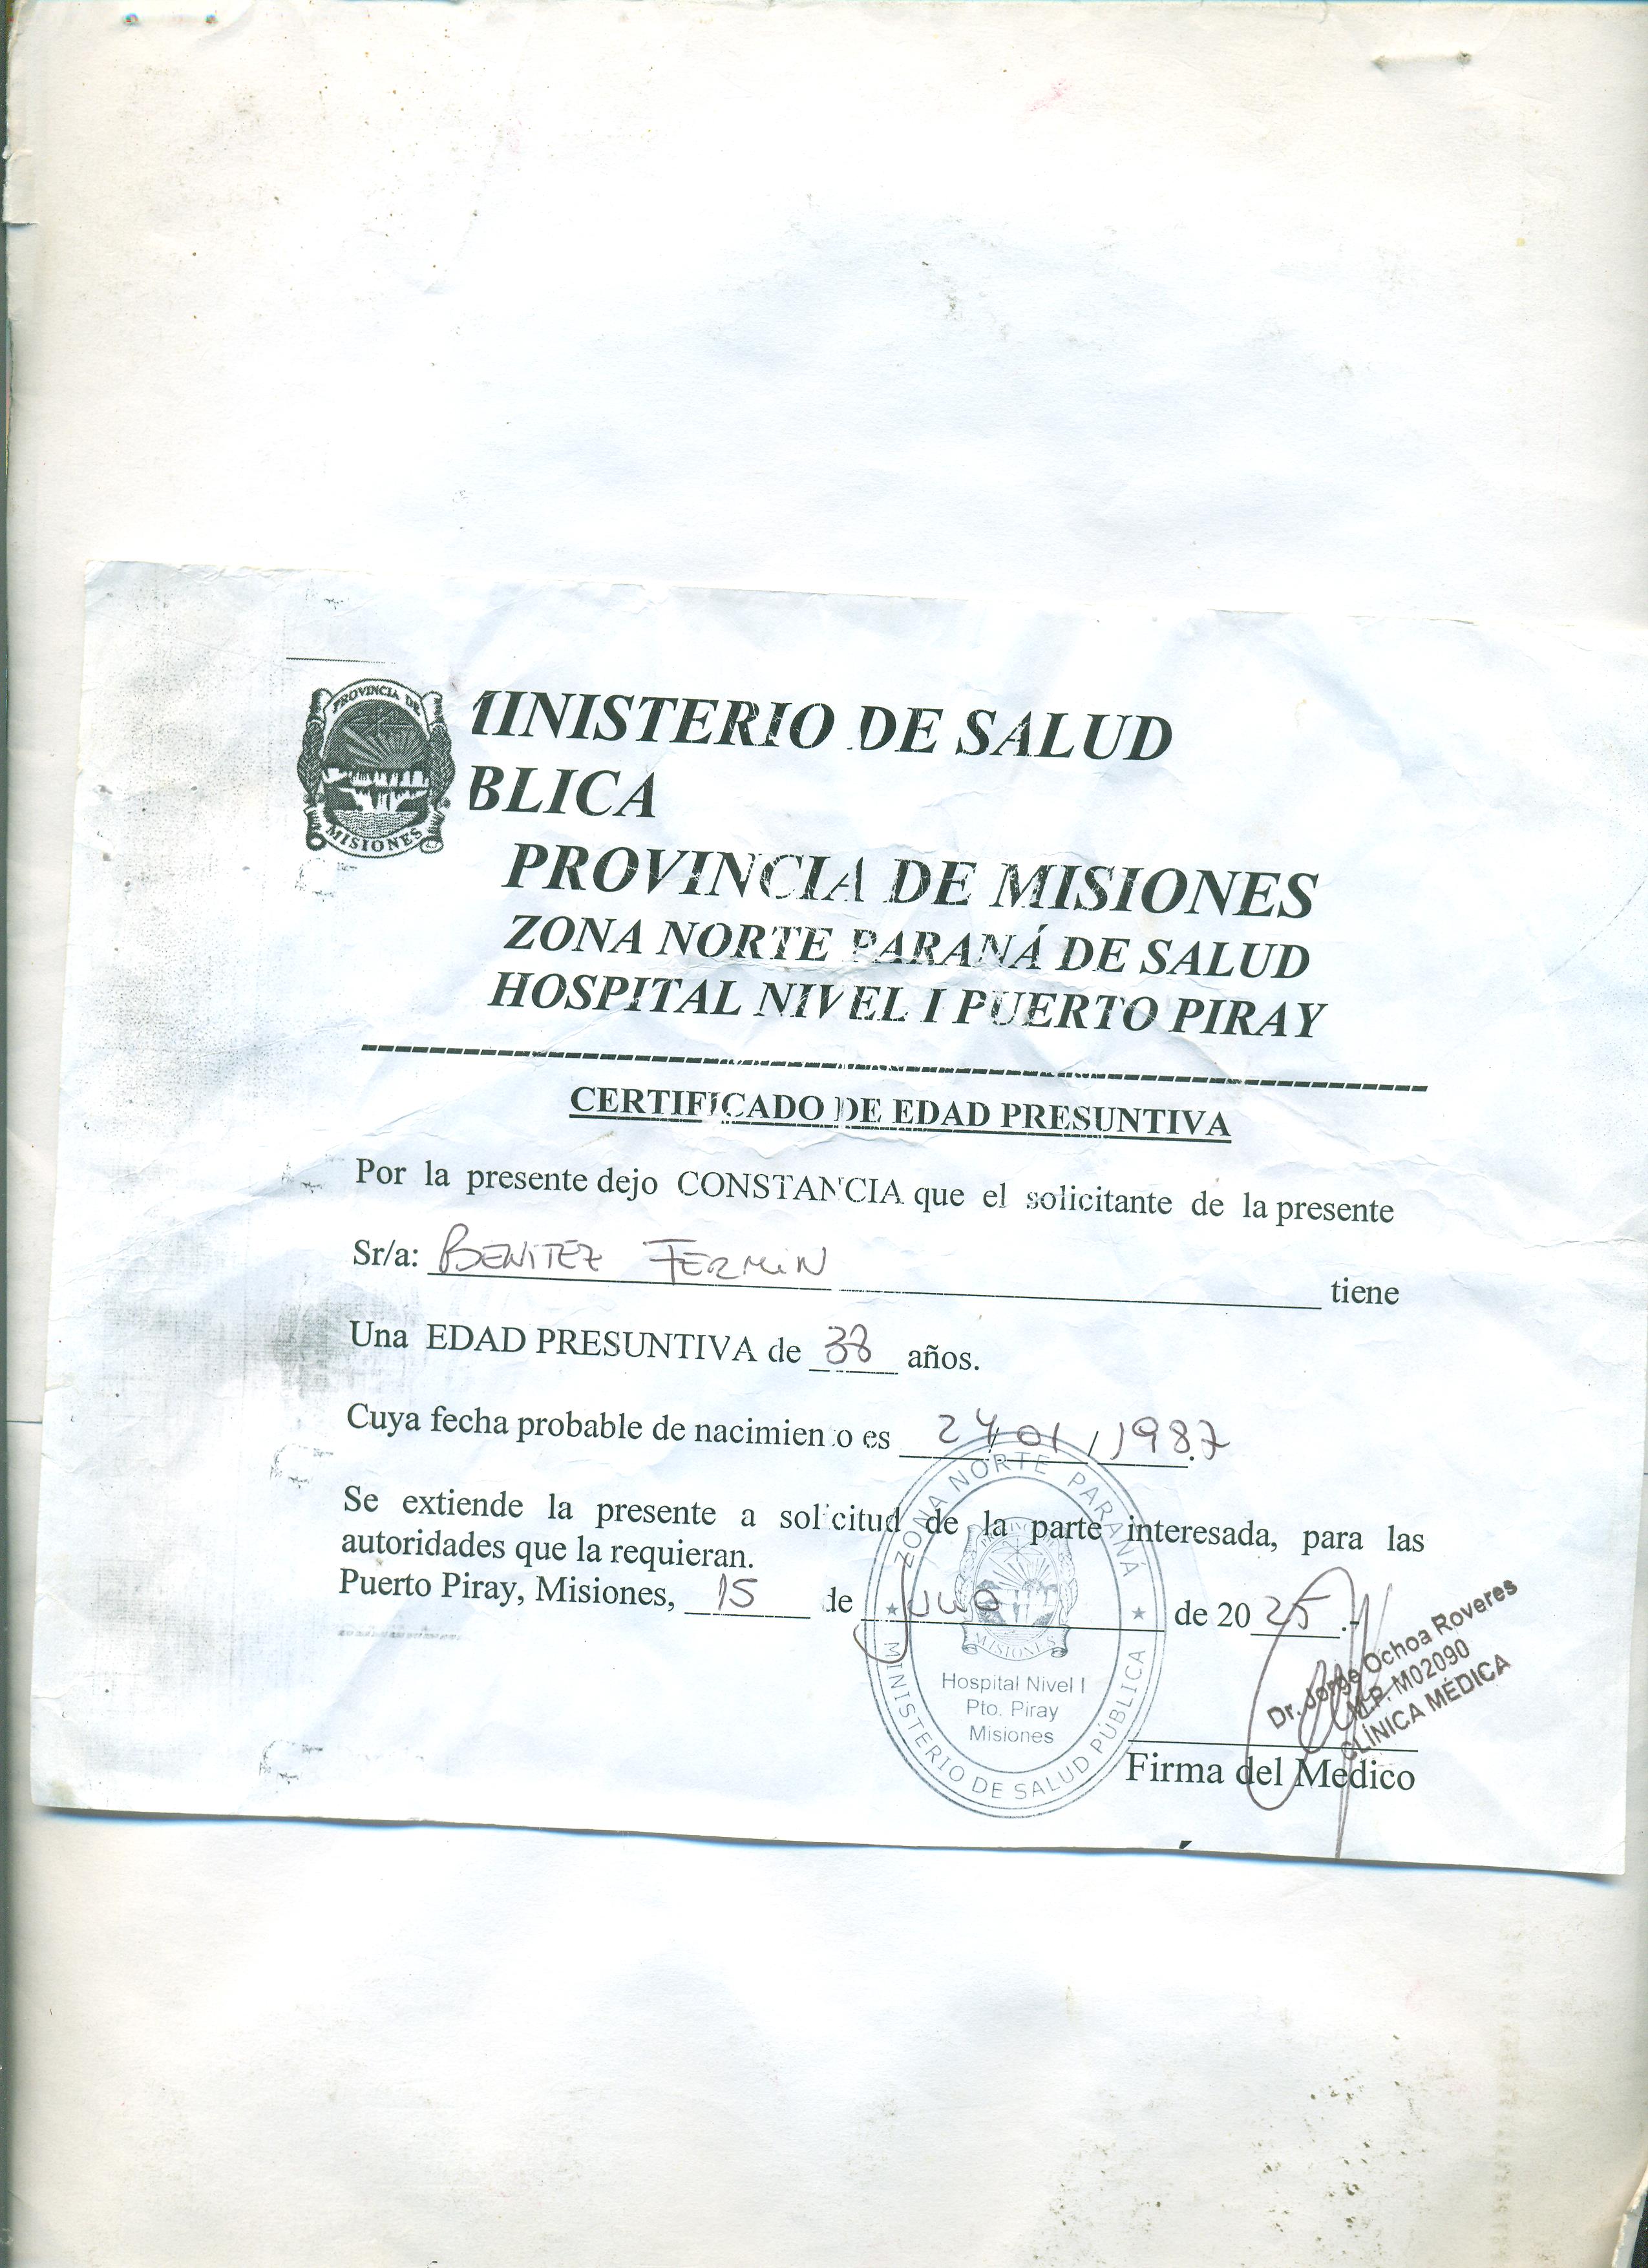 PROVINCIA DE
MISIONES
MINISTERIO DE SALUD
BLICA
PROVINCIA DE MISIONES
ZONA NORTE PARANÁ DE SALUD
HOSPITAL NIVEL I PUERTO PIRAY
CERTIFICADO DE EDAD PRESUNTIVA
Por la presente dejo CONSTANCIA que el solicitante de la presente
Sr/a: BENITEZ FERMIN tiene
Una EDAD PRESUNTIVA de 38 años.
Cuya fecha probable de nacimiento es 24/01/1987.
Se extiende la presente a solicitud de la parte interesada, para las
autoridades que la requieran.
Puerto Piray, Misiones, 15 de Julio de 2025.-
ZONA NORTE PARANÁ
MISIONES
Hospital Nivel I
Pto. Piray
Misiones
MINISTERIO DE SALUD PÚBLICA
Dr. Jorge Ochoa Roveres
M.P. M02090
CLÍNICA MÉDICA
Firma del Medico